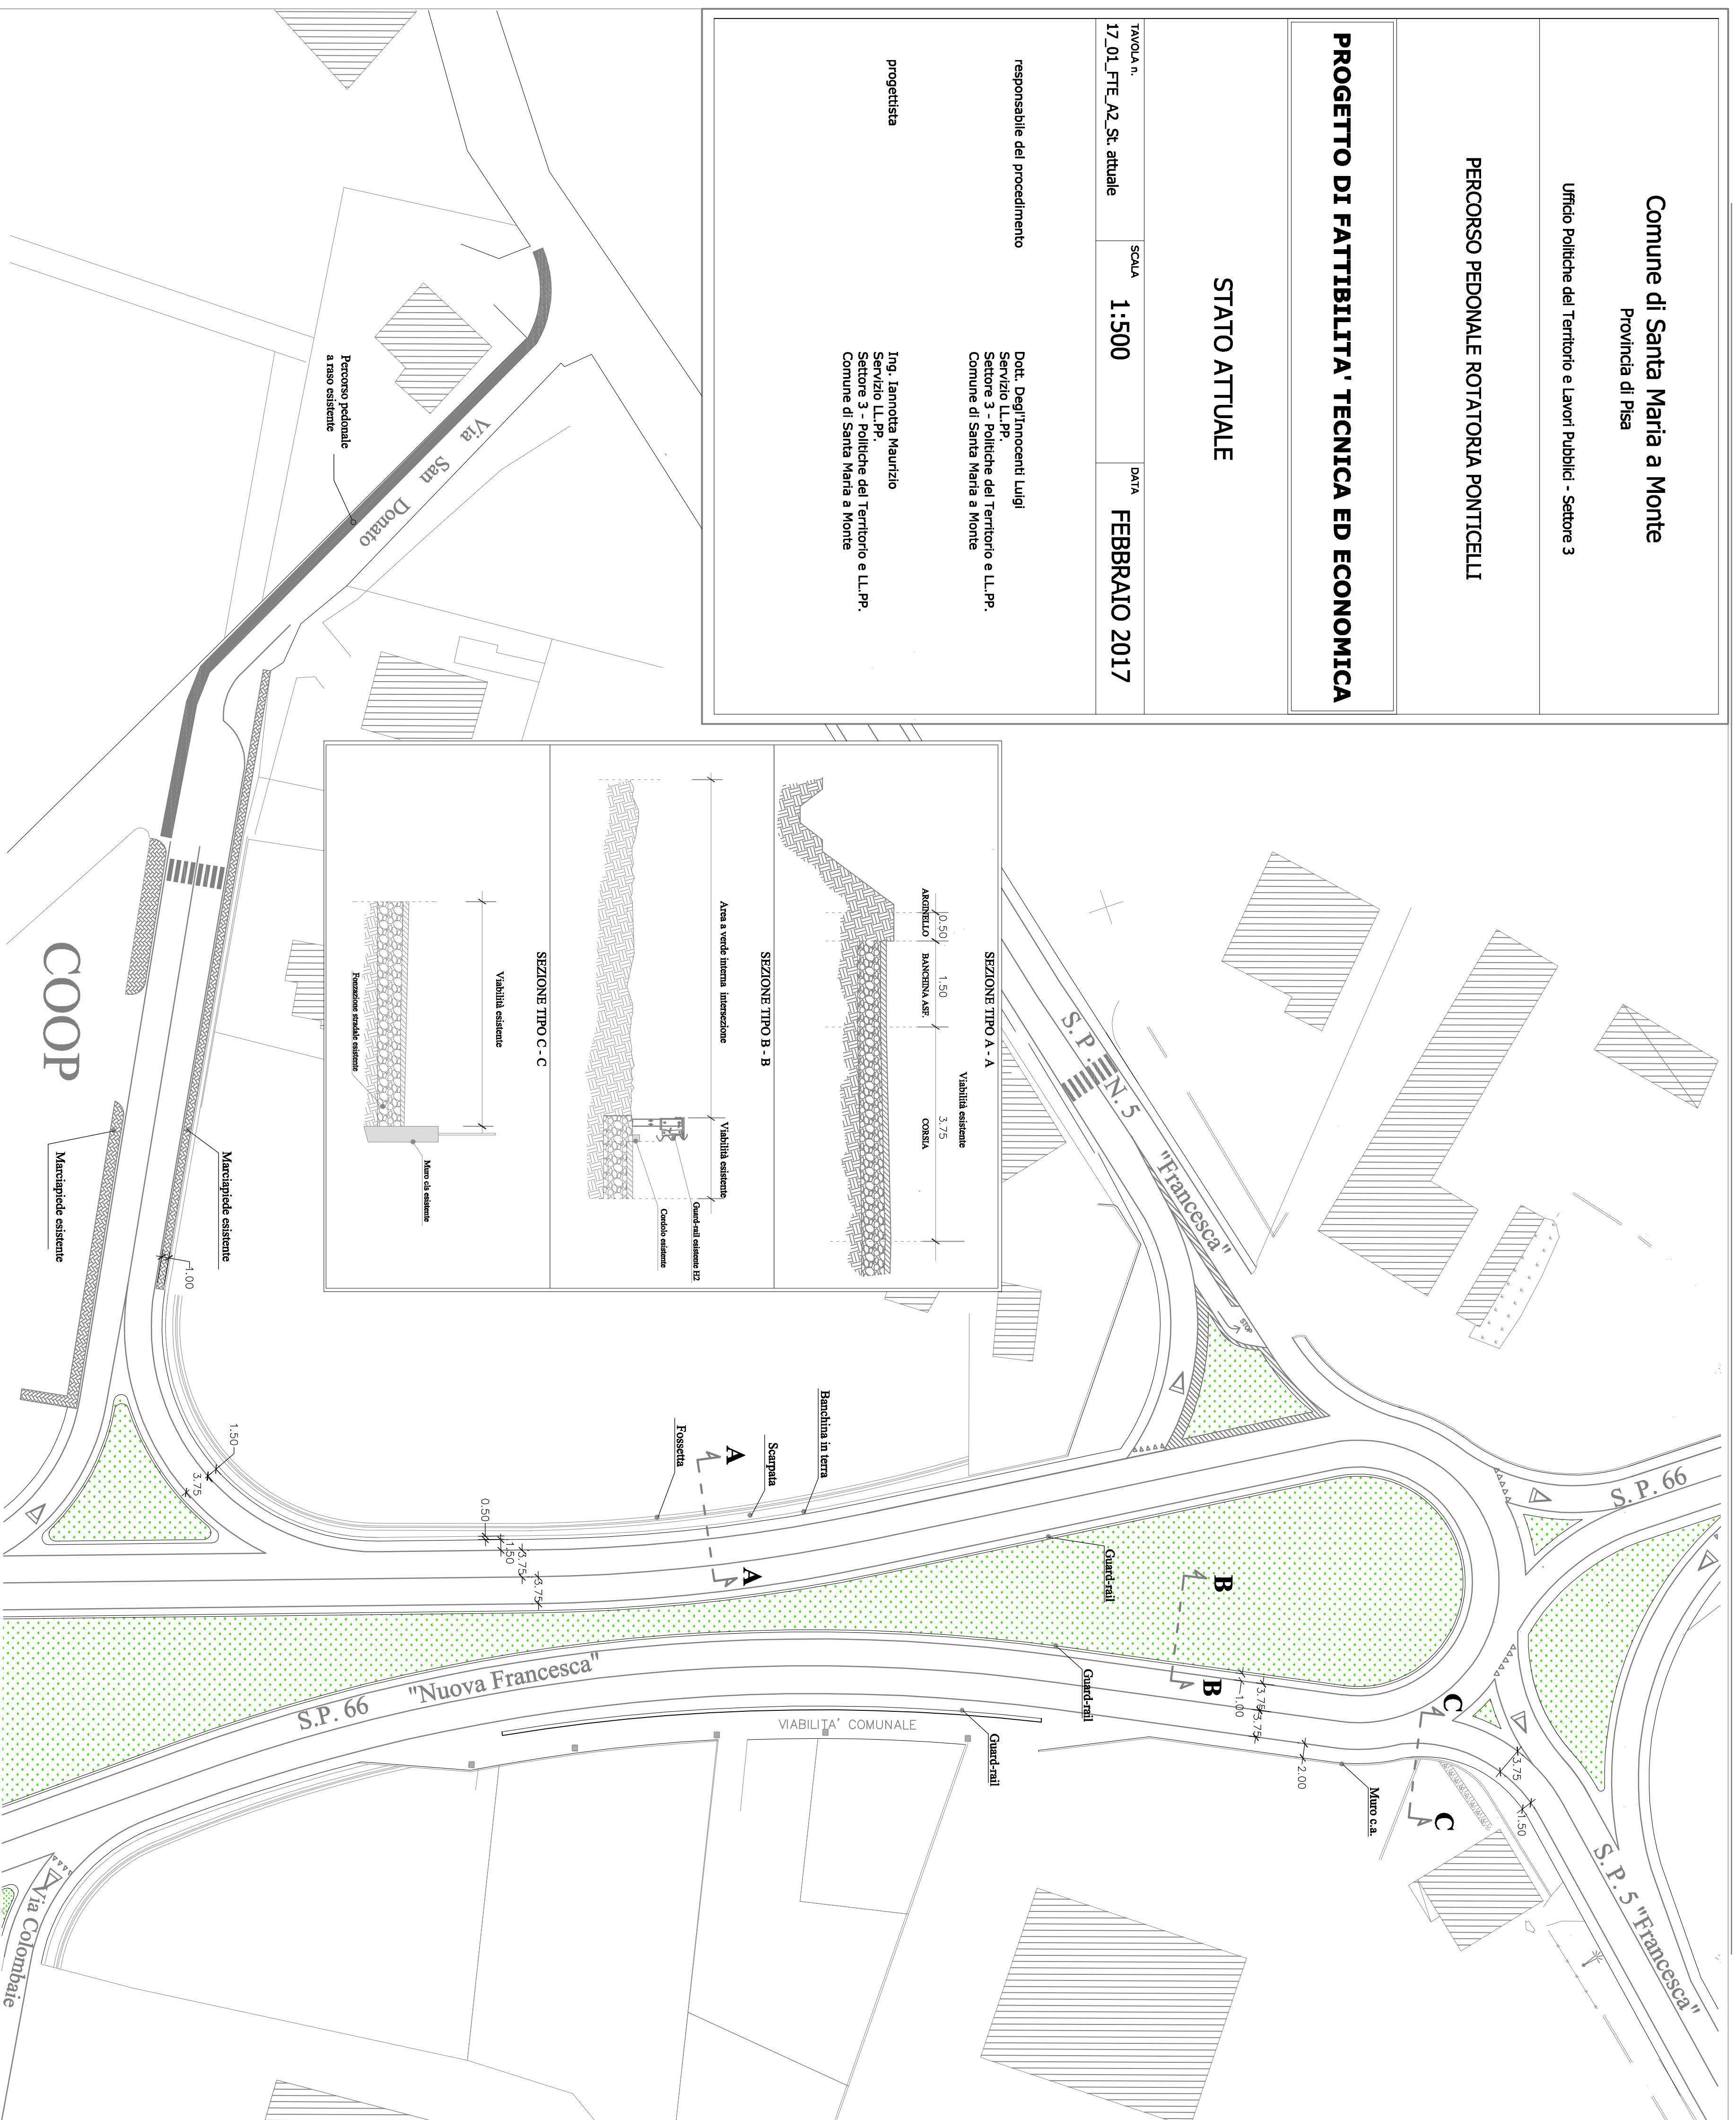 Comune di Santa Maria a Monte
Provincia di Pisa
Ufficio Politiche del Territorio e Lavori Pubblici - Settore 3
PERCORSO PEDONALE ROTATORIA PONTICELLI
PROGETTO DI FATTIBILITA' TECNICA ED ECONOMICA
STATO ATTUALE
TAVOLA n.
17_01_FTE_A2_St. attuale
SCALA
1:500
DATA
FEBBRAIO 2017
responsabile del procedimento
Dott. Degl'Innocenti Luigi
Servizio LL.PP.
Settore 3 - Politiche del Territorio e LL.PP.
Comune di Santa Maria a Monte
progettista
Ing. Iannotta Maurizio
Servizio LL.PP.
Settore 3 - Politiche del Territorio e LL.PP.
Comune di Santa Maria a Monte
SEZIONE TIPO A - A
Viabilità esistente
0.50
1.50
3.75
ARGINELLO
BANCHINA ASF.
CORSIA
SEZIONE TIPO B - B
Area a verde interna intersezione
Viabilità esistente
Guard-rail esistente H2
Cordolo esistente
SEZIONE TIPO C - C
Viabilità esistente
Muro cls esistente
Fonzazione stradale esistente
Percorso pedonale
a raso esistente
Via San Donato
COOP
Marciapiede esistente
Marciapiede esistente
1.00
1.50
3.75
0.50
1.50
3.75
3.75
Fossetta
Scarpata
Banchina in terra
A
A
S. P. N. 5 "Francesca"
STOP
S. P. 66
Guard-rail
B
B
Guard-rail
3.75
3.75
1.00
2.00
C
C
3.75
1.50
Muro c.a.
Guard-rail
VIABILITA' COMUNALE
S.P. 66 "Nuova Francesca"
S. P. 5 "Francesca"
Via Colombaie